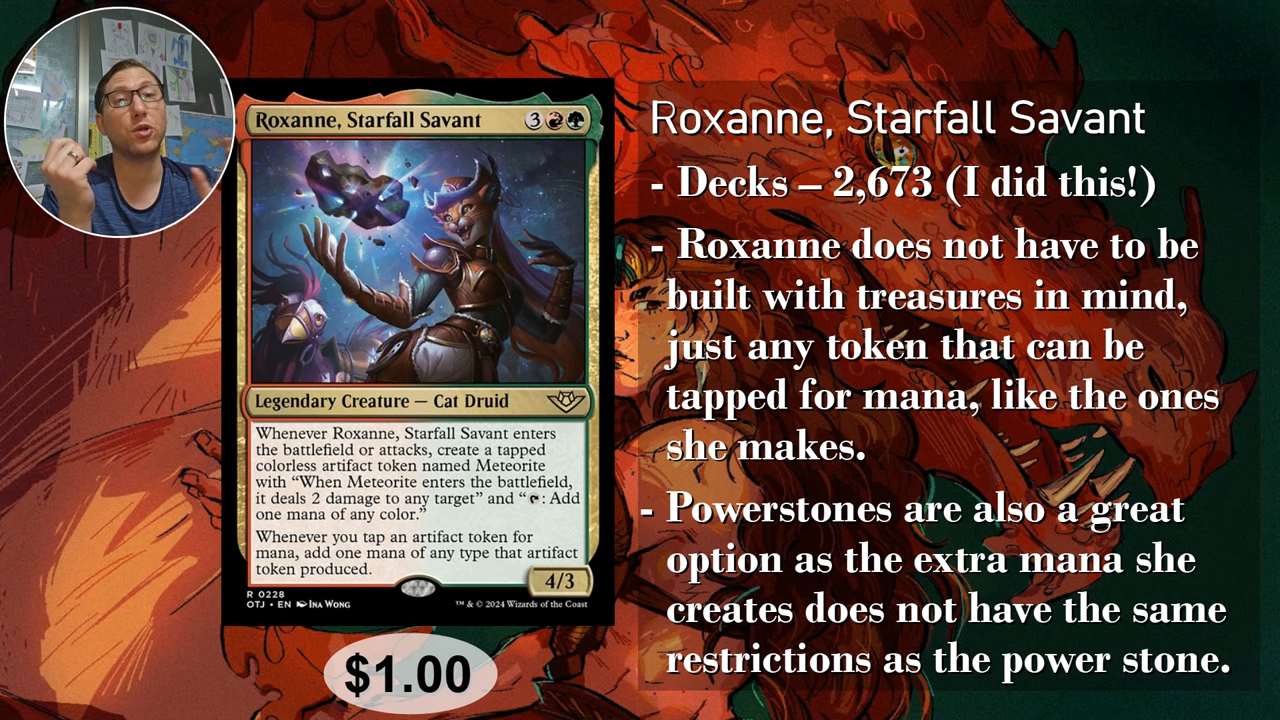 Roxanne, Starfall Savant 3
Legendary Creature — Cat Druid
Whenever Roxanne, Starfall Savant enters
the battlefield or attacks, create a tapped
colorless artifact token named Meteorite
with “When Meteorite enters the battlefield,
it deals 2 damage to any target” and “: Add
one mana of any color.”
Whenever you tap an artifact token for
mana, add one mana of any type that artifact
token produced.
4/3
R 0228
OTJ • EN INA WONG
™ & © 2024 Wizards of the Coast
$1.00
Roxanne, Starfall Savant
- Decks – 2,673 (I did this!)
- Roxanne does not have to be
built with treasures in mind,
just any token that can be
tapped for mana, like the ones
she makes.
- Powerstones are also a great
option as the extra mana she
creates does not have the same
restrictions as the power stone.